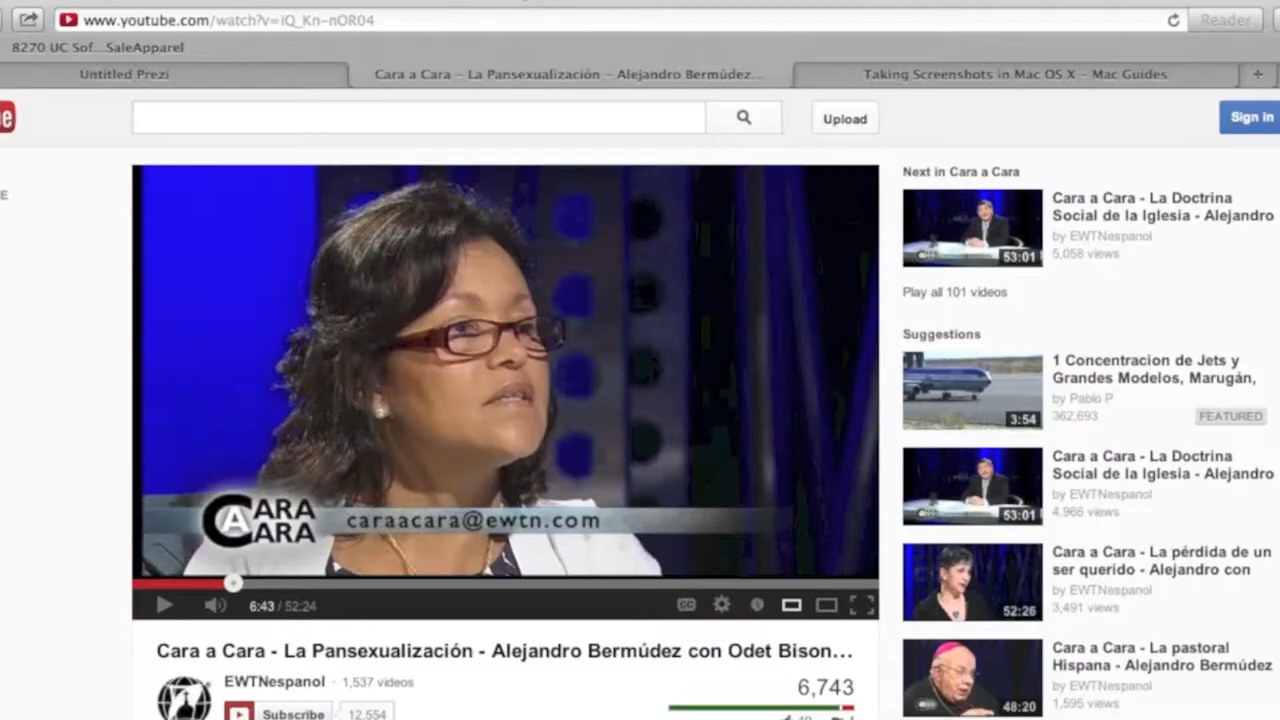 www.youtube.com/watch?v=iQ_Kn-nOR04
Reader
8270 UC Sof...SaleApparel
Untitled Prezi
Cara a Cara – La Pansexualización – Alejandro Bermúdez...
Taking Screenshots in Mac OS X – Mac Guides
+
e
Upload
Sign in
E
CARA A CARA
caraacara@ewtn.com
6:43 / 52:24
CC
Cara a Cara - La Pansexualización - Alejandro Bermúdez con Odet Bison...
EWTNespanol · 1,537 videos
Subscribe 12,554
6,743
Next in Cara a Cara
Cara a Cara - La Doctrina
Social de la Iglesia - Alejandro
by EWTNespanol
5,058 views
53:01
Play all 101 videos
Suggestions
1 Concentracion de Jets y
Grandes Modelos, Marugán,
by Pablo P
362,693
FEATURED
3:54
Cara a Cara - La Doctrina
Social de la Iglesia - Alejandro
by EWTNespanol
4,966 views
53:01
Cara a Cara - La pérdida de un
ser querido - Alejandro con
by EWTNespanol
3,491 views
52:26
Cara a Cara - La pastoral
Hispana - Alejandro Bermúdez
by EWTNespanol
1,595 views
48:20